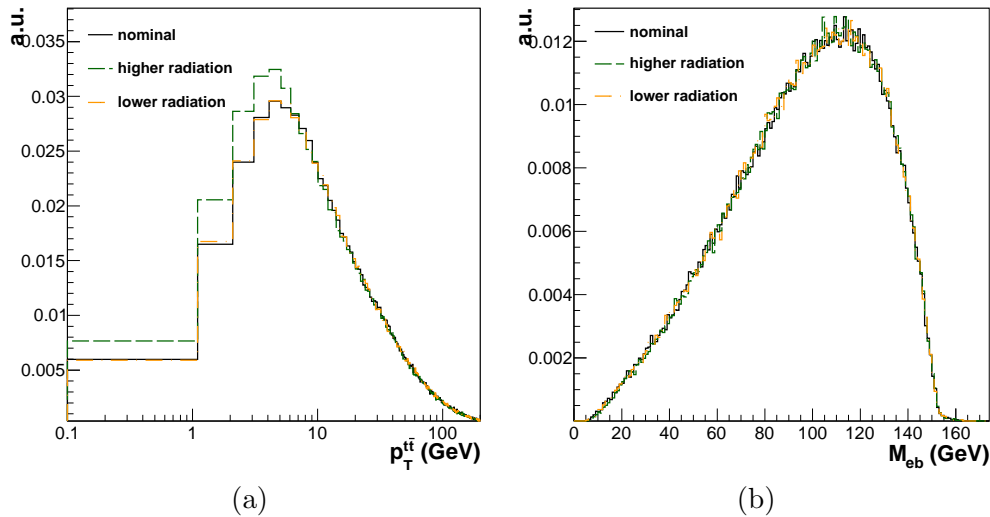 a.u.
0.035
0.03
0.025
0.02
0.015
0.01
0.005
nominal
higher radiation
lower radiation
0.1 1 10 100
p_T^{tt̄} (GeV)
(a)
a.u.
0.012
0.01
0.008
0.006
0.004
0.002
nominal
higher radiation
lower radiation
0 20 40 60 80 100 120 140 160
M_{eb} (GeV)
(b)